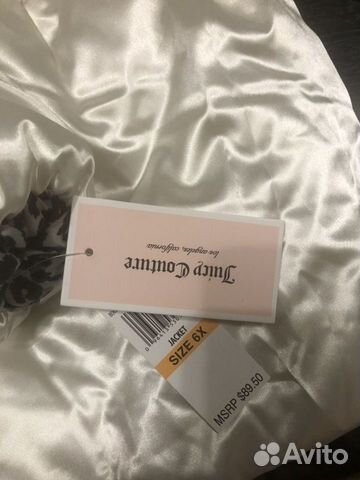 Juicy Couture
los angeles, california
JACKET
SIZE 6X
MSRP $89.50
Avito